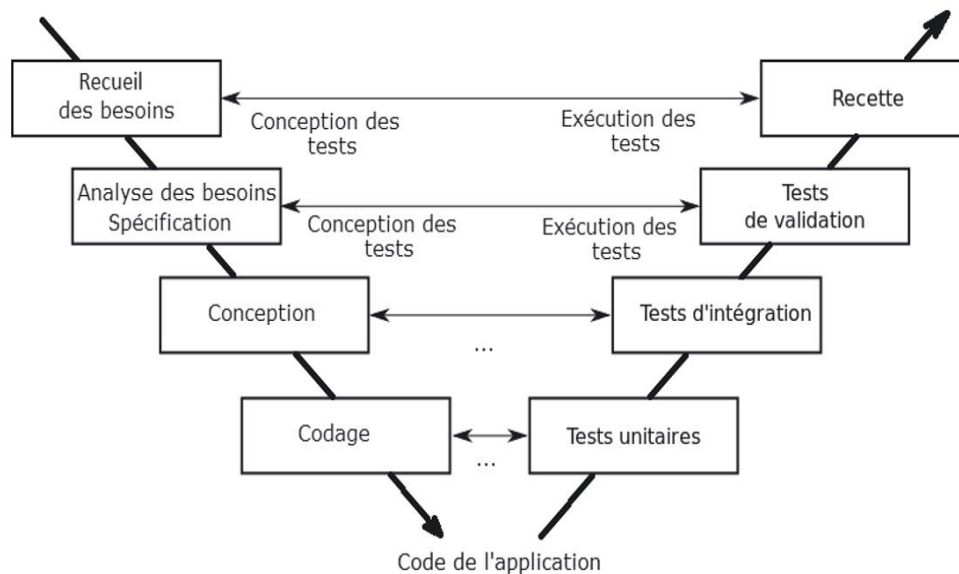 Recueil
des besoins
Recette
Conception des
tests
Exécution des
tests
Analyse des besoins
Spécification
Tests
de validation
Conception des
tests
Exécution des
tests
Conception
Tests d'intégration
...
Codage
Tests unitaires
...
Code de l'application